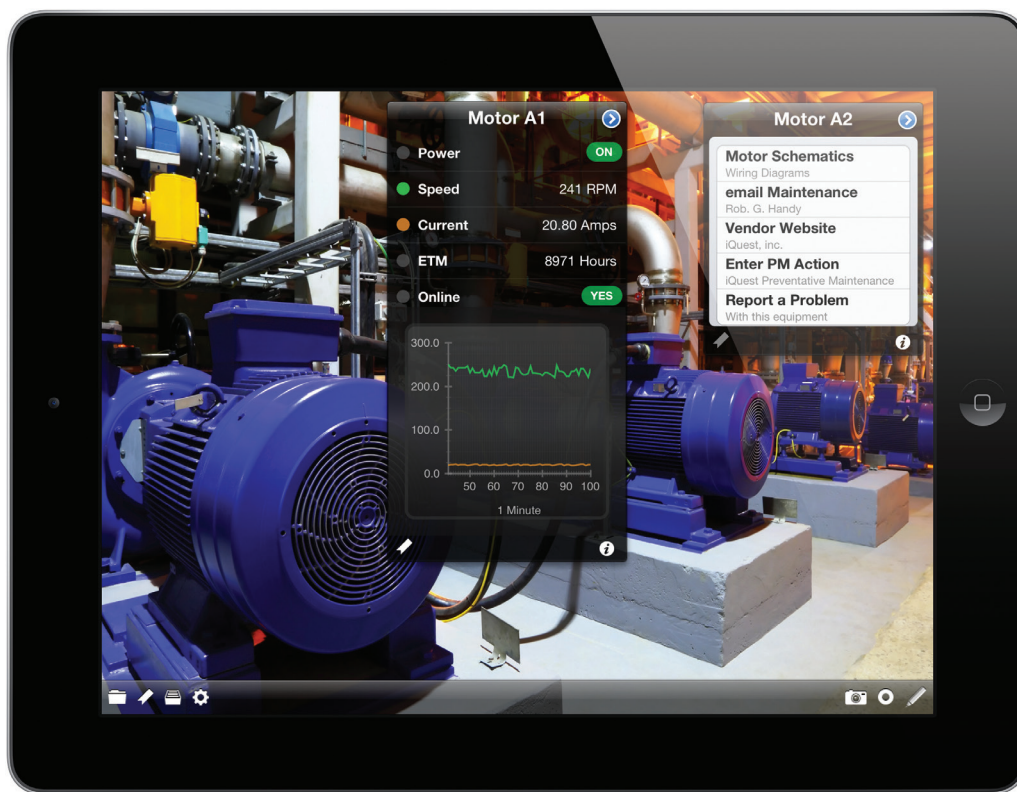 Motor A1
Power ON
Speed 241 RPM
Current 20.80 Amps
ETM 8971 Hours
Online YES
300.0
200.0
100.0
0.0
50 60 70 80 90 100
1 Minute
Motor A2
Motor Schematics
Wiring Diagrams
email Maintenance
Rob. G. Handy
Vendor Website
iQuest, inc.
Enter PM Action
iQuest Preventative Maintenance
Report a Problem
With this equipment